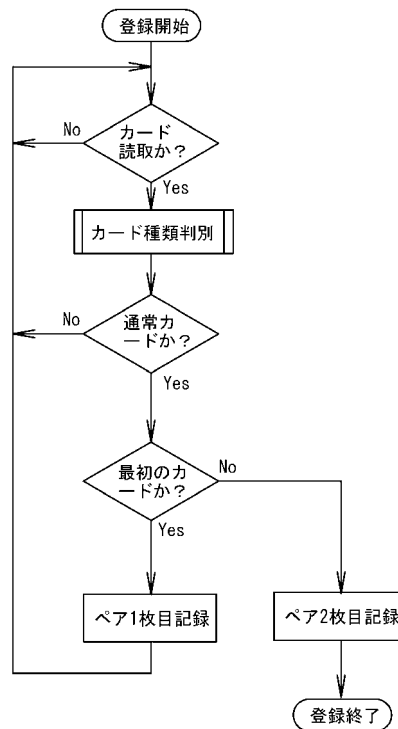 登録開始
No
カード
読取か？
Yes
カード種類判別
No
通常カ
ードか？
Yes
最初のカ
ードか？
No
Yes
ペア1枚目記録
ペア2枚目記録
登録終了